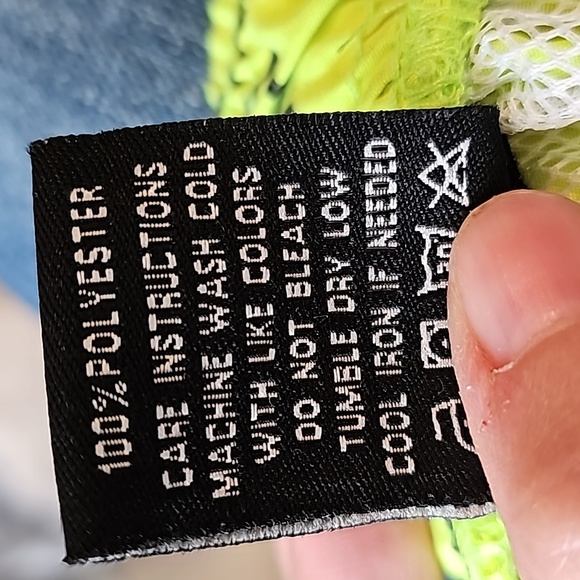 100% POLYESTER
CARE INSTRUCTIONS
MACHINE WASH COLD
WITH LIKE COLORS
DO NOT BLEACH
TUMBLE DRY LOW
COOL IRON IF NEEDED